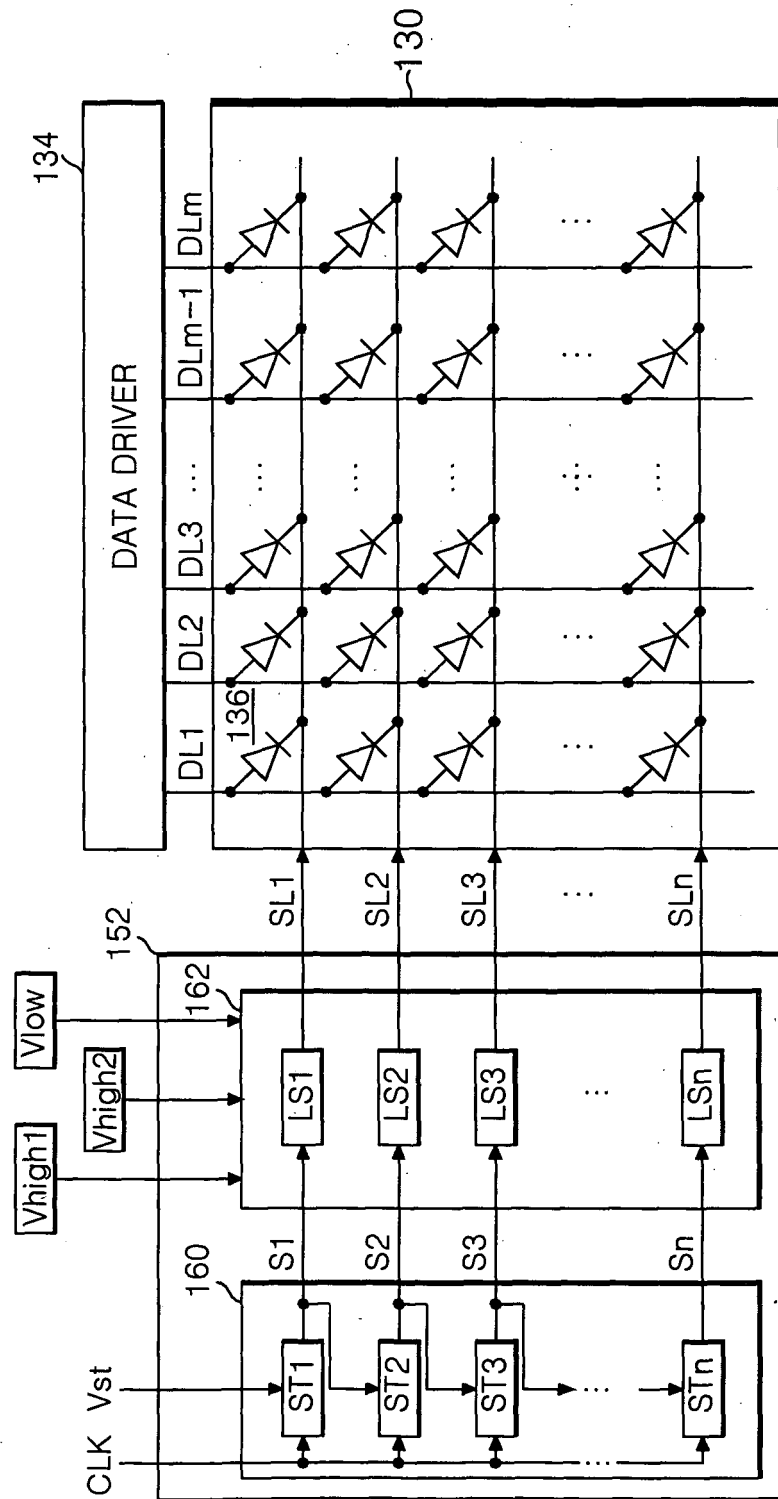 134
DATA DRIVER
DL1 DL2 DL3 ... DLm-1 DLm
130
136
Vhigh1 Vhigh2 Vlow
152
CLK Vst
160
162
ST1 S1 LS1 SL1
ST2 S2 LS2 SL2
ST3 S3 LS3 SL3
... ... ...
STn Sn LSn SLn